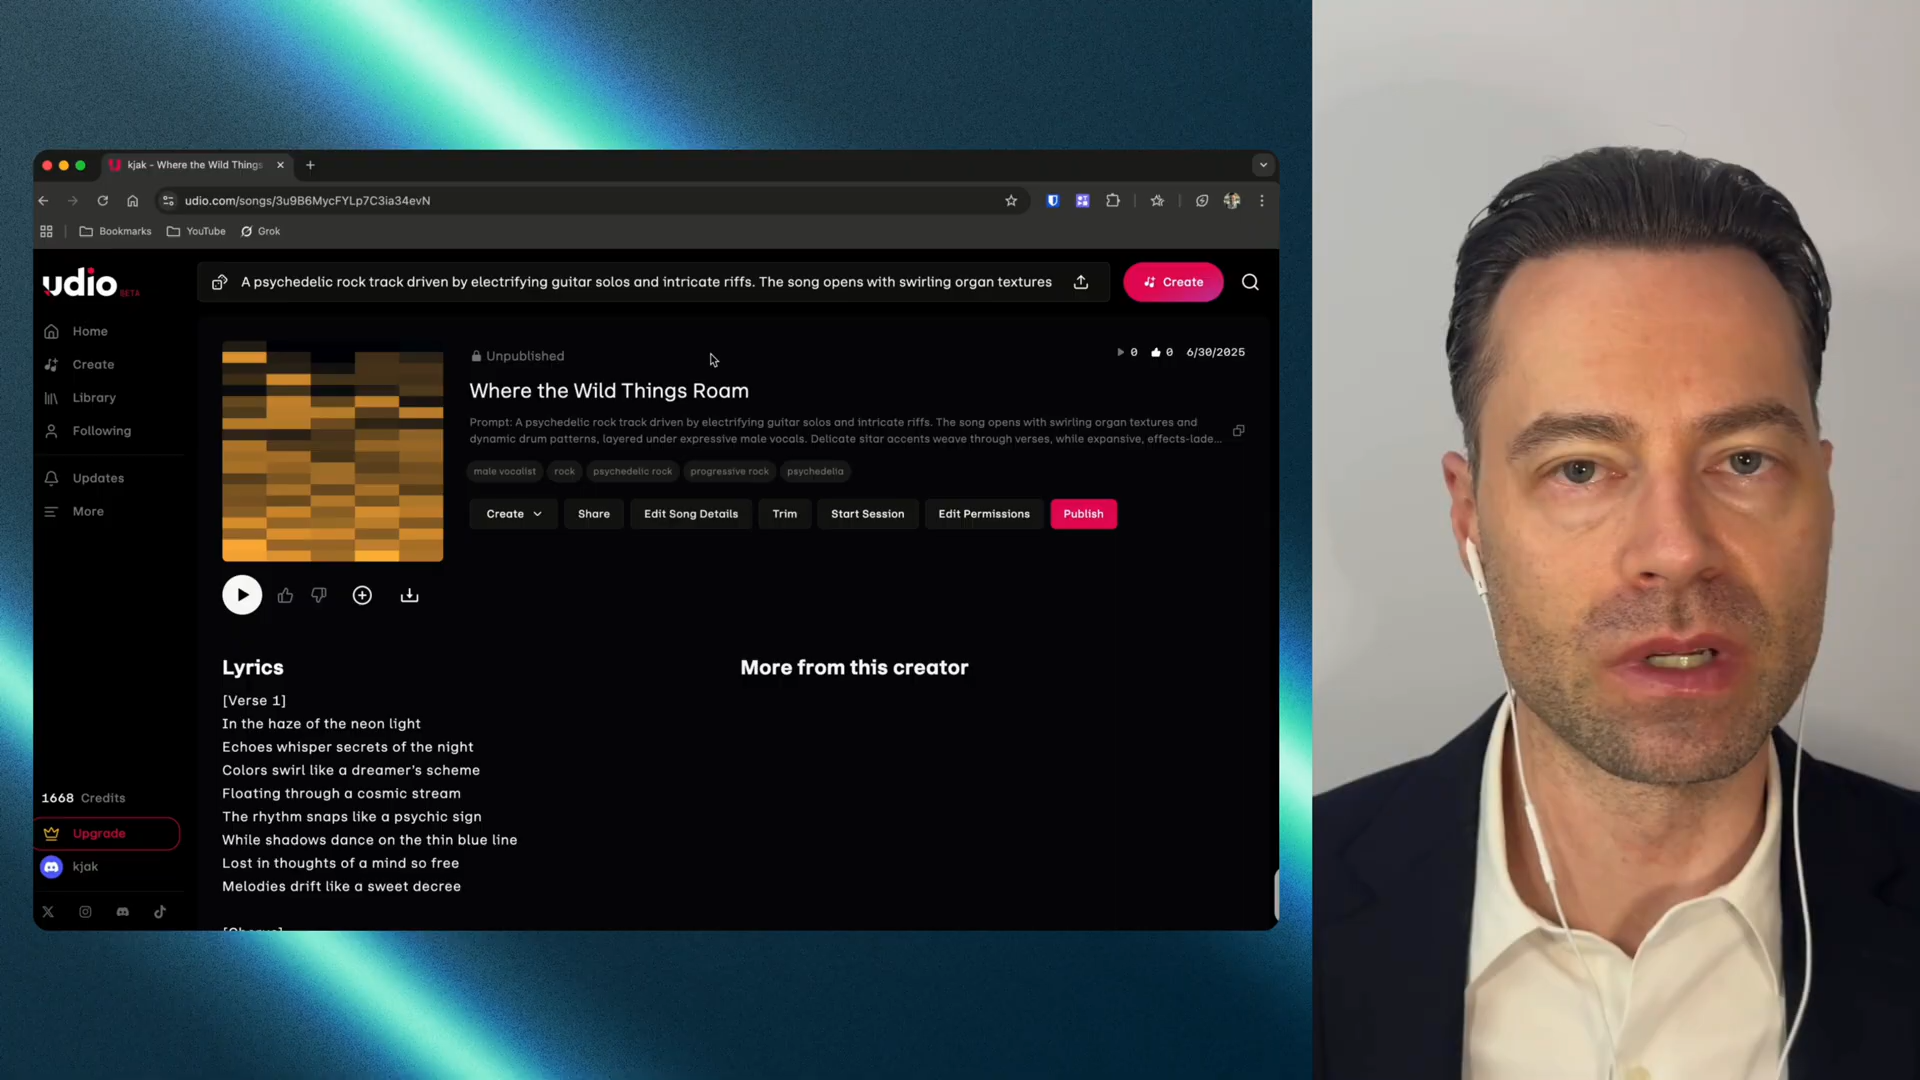 kjak - Where the Wild Things
udio.com/songs/3u9B6MycFYLp7C3ia34evN
Bookmarks
YouTube
Grok
udio BETA
A psychedelic rock track driven by electrifying guitar solos and intricate riffs. The song opens with swirling organ textures
Create
Home
Create
Library
Following
Updates
More
Unpublished
0
0
6/30/2025
Where the Wild Things Roam
Prompt: A psychedelic rock track driven by electrifying guitar solos and intricate riffs. The song opens with swirling organ textures and
dynamic drum patterns, layered under expressive male vocals. Delicate sitar accents weave through verses, while expansive, effects-lade...
male vocalist
rock
psychedelic rock
progressive rock
psychedelia
Create
Share
Edit Song Details
Trim
Start Session
Edit Permissions
Publish
Lyrics
[Verse 1]
In the haze of the neon light
Echoes whisper secrets of the night
Colors swirl like a dreamer's scheme
Floating through a cosmic stream
The rhythm snaps like a psychic sign
While shadows dance on the thin blue line
Lost in thoughts of a mind so free
Melodies drift like a sweet decree
More from this creator
1668 Credits
Upgrade
kjak